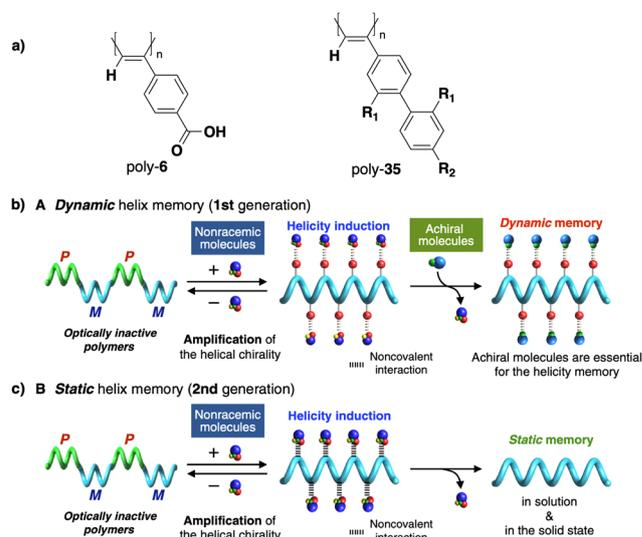 a)
n
H
OH
O
poly-6
n
H
R1
R1
R2
poly-35
b) A Dynamic helix memory (1st generation)
Nonracemic
molecules
Helicity induction
Achiral
molecules
Dynamic memory
P
P
+
−
M
M
Optically inactive
polymers
Amplification of
the helical chirality
Noncovalent
interaction
Achiral molecules are essential
for the helicity memory
c) B Static helix memory (2nd generation)
Nonracemic
molecules
Helicity induction
Static memory
P
P
+
−
M
M
Optically inactive
polymers
Amplification of
the helical chirality
Noncovalent
interaction
in solution
&
in the solid state